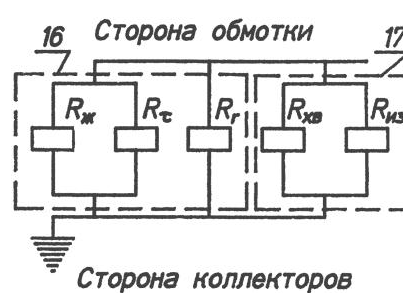 16 Сторона обмотки 17
Rж Rτ Rг Rхв Rиз
Сторона коллекторов